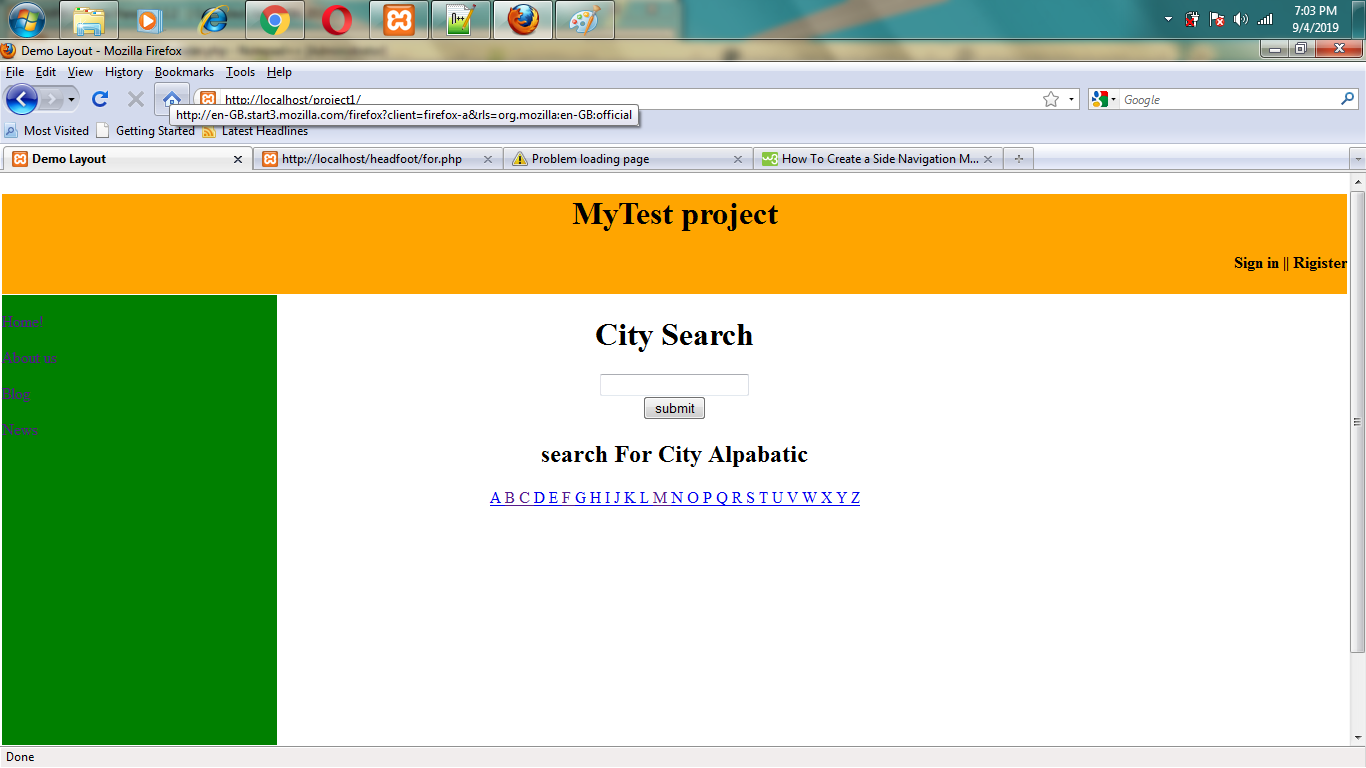 7:03 PM
9/4/2019
Demo Layout - Mozilla Firefox
File Edit View History Bookmarks Tools Help
http://localhost/project1/
Google
http://en-GB.start3.mozilla.com/firefox?client=firefox-a&rls=org.mozilla:en-GB:official
Most Visited Getting Started Latest Headlines
Demo Layout http://localhost/headfoot/for.php Problem loading page How To Create a Side Navigation M...
MyTest project
Sign in || Rigister
Home!
About us
Blog
News
City Search
submit
search For City Alpabatic
A B C D E F G H I J K L M N O P Q R S T U V W X Y Z
Done